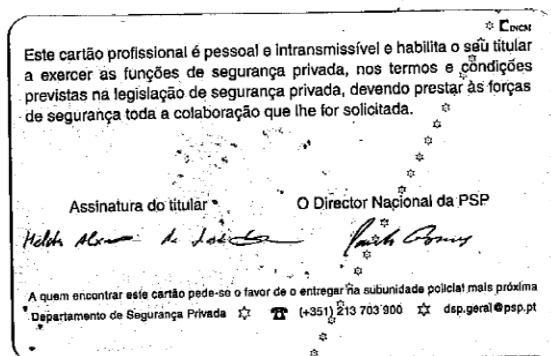 INCM
Este cartão profissional é pessoal e intransmissível e habilita o seu titular
a exercer as funções de segurança privada, nos termos e condições
previstas na legislação de segurança privada, devendo prestar às forças
de segurança toda a colaboração que lhe for solicitada.
Assinatura do titular O Director Nacional da PSP
A quem encontrar este cartão pede-se o favor de o entregar na subunidade policial mais próxima
Departamento de Segurança Privada ☎ (+351) 213 703 900 dsp.geral@psp.pt